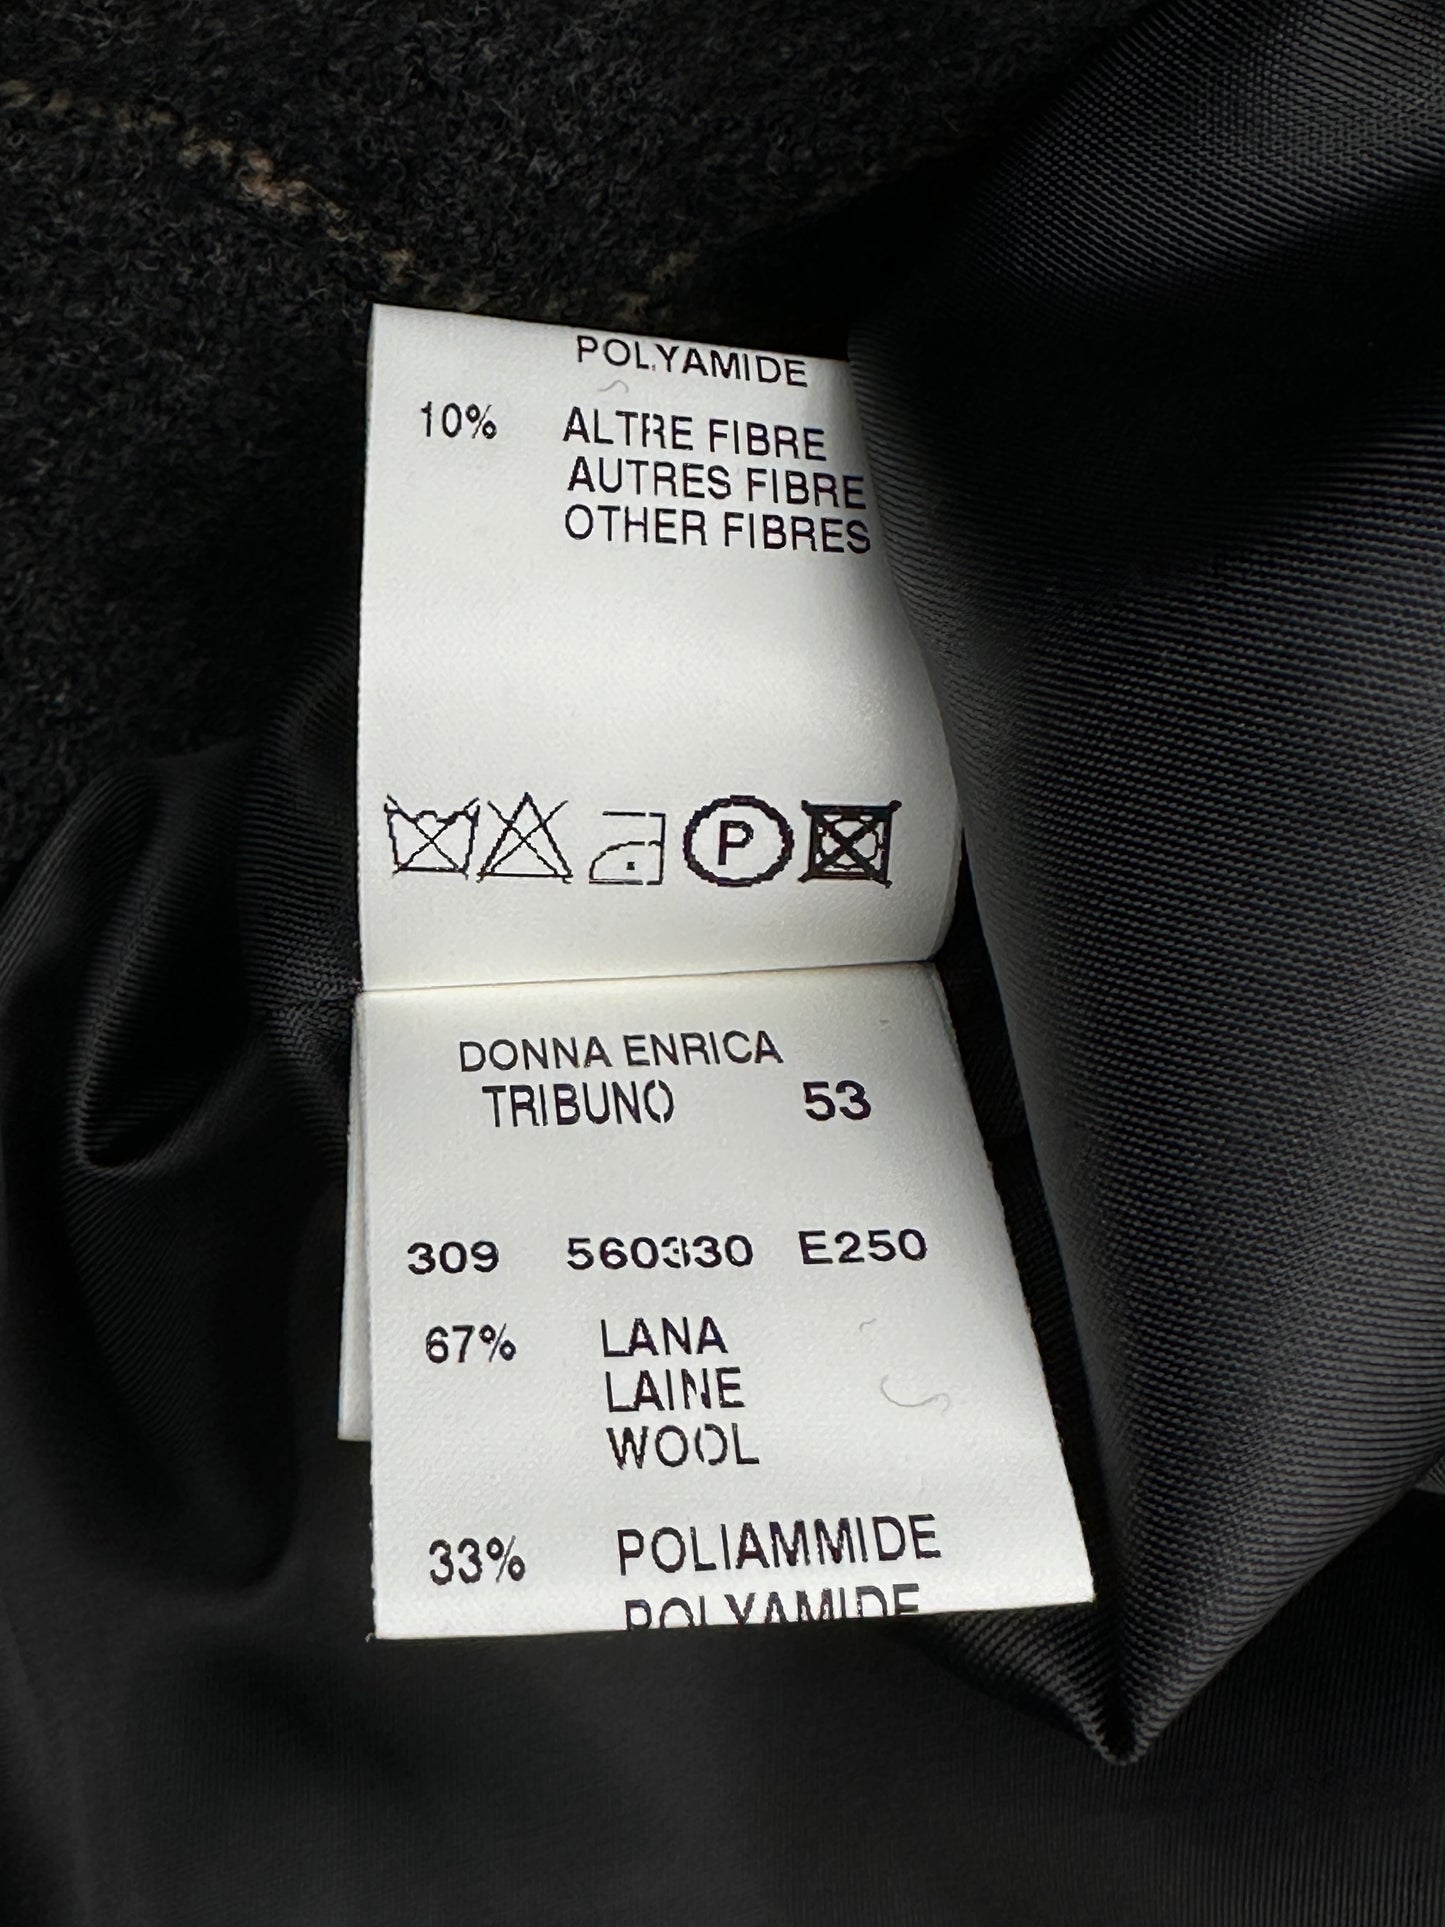 POLYAMIDE
10% ALTRE FIBRE
AUTRES FIBRE
OTHER FIBRES
P
DONNA ENRICA
TRIBUNO 53
309 560330 E250
67% LANA
LAINE
WOOL
33% POLIAMMIDE
POLYAMIDE